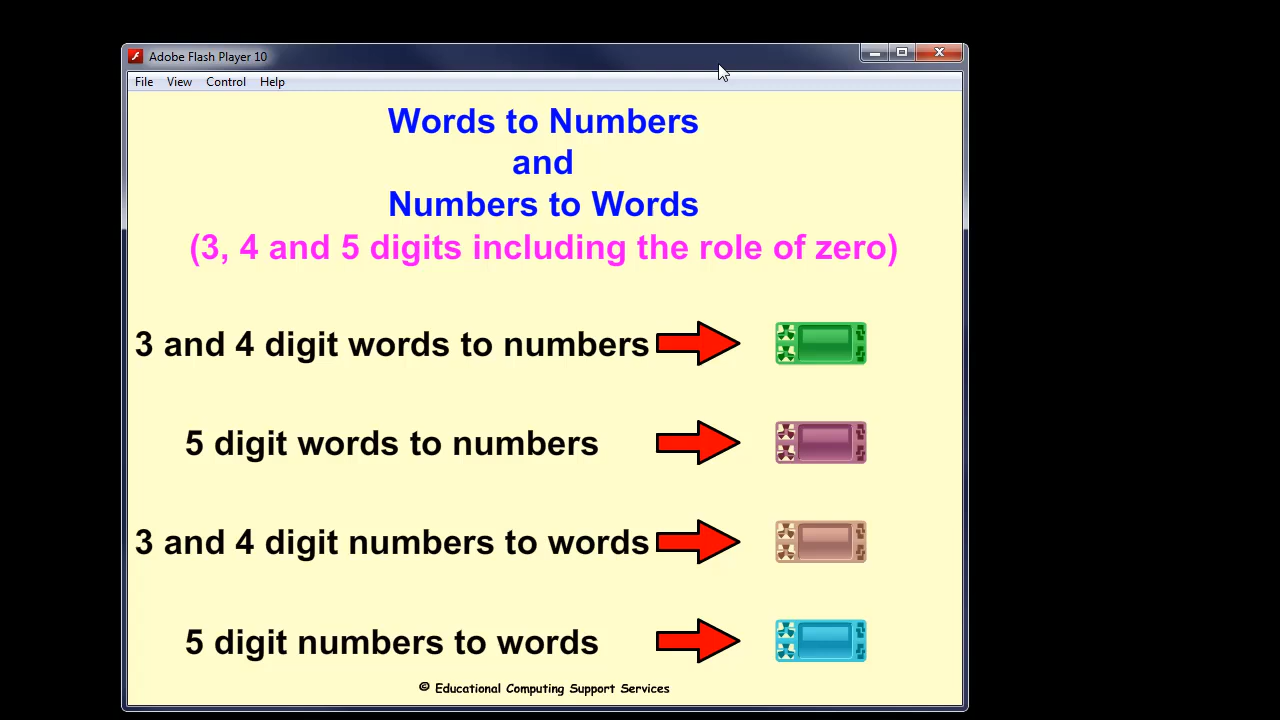 Adobe Flash Player 10
File View Control Help
Words to Numbers
and
Numbers to Words
(3, 4 and 5 digits including the role of zero)
3 and 4 digit words to numbers
5 digit words to numbers
3 and 4 digit numbers to words
5 digit numbers to words
© Educational Computing Support Services